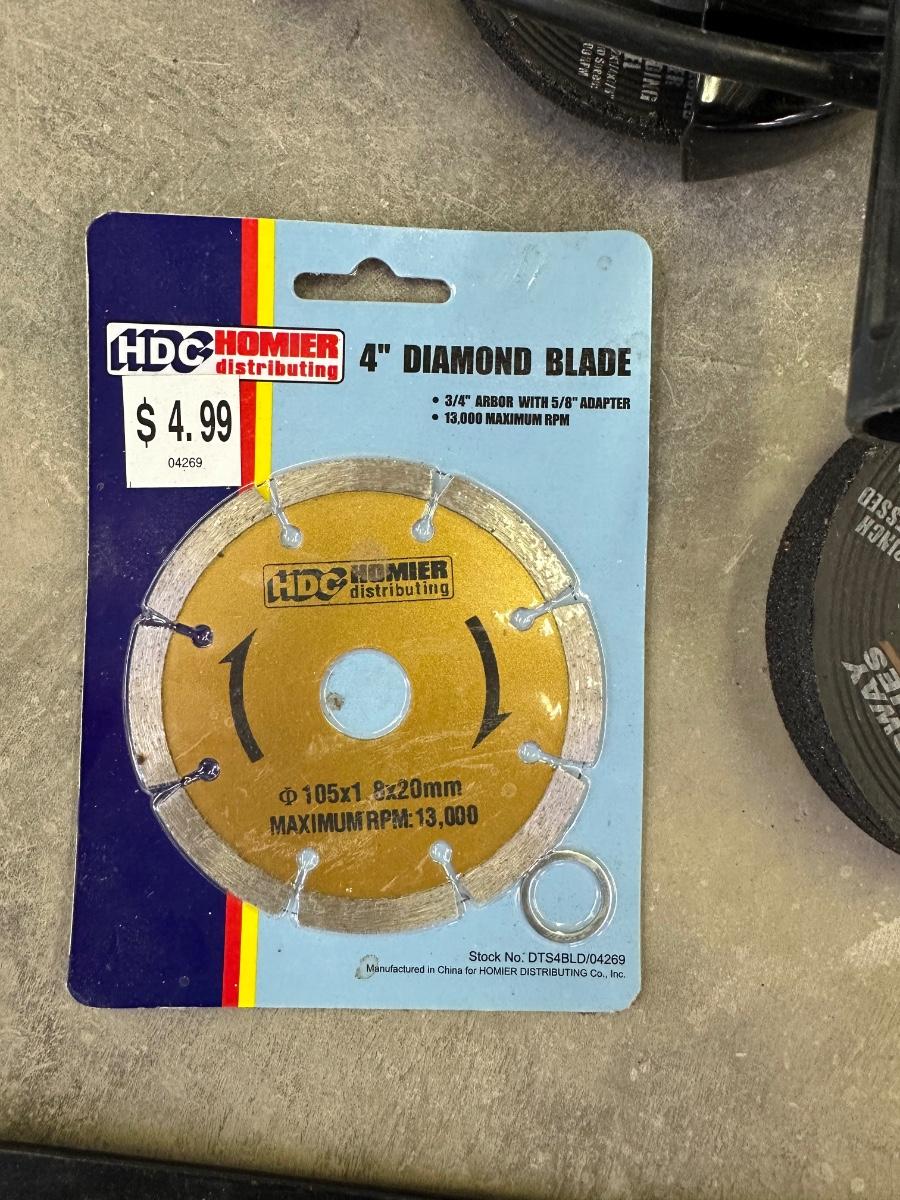 HDC HOMIER
distributing
4" DIAMOND BLADE
• 3/4" ARBOR WITH 5/8" ADAPTER
• 13,000 MAXIMUM RPM
$ 4.99
04269
HDC HOMIER
distributing
Φ 105x1.8x20mm
MAXIMUM RPM: 13,000
Stock No. DTS4BLD/04269
Manufactured in China for HOMIER DISTRIBUTING Co., Inc.
INCH